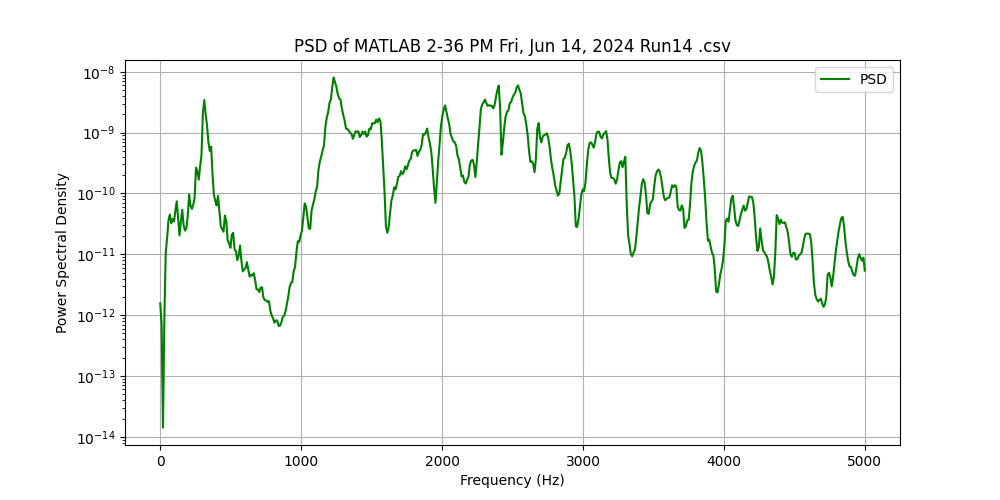 PSD of MATLAB 2-36 PM Fri, Jun 14, 2024 Run14 .csv
PSD
Power Spectral Density
10⁻⁸
10⁻⁹
10⁻¹⁰
10⁻¹¹
10⁻¹²
10⁻¹³
10⁻¹⁴
0 1000 2000 3000 4000 5000
Frequency (Hz)